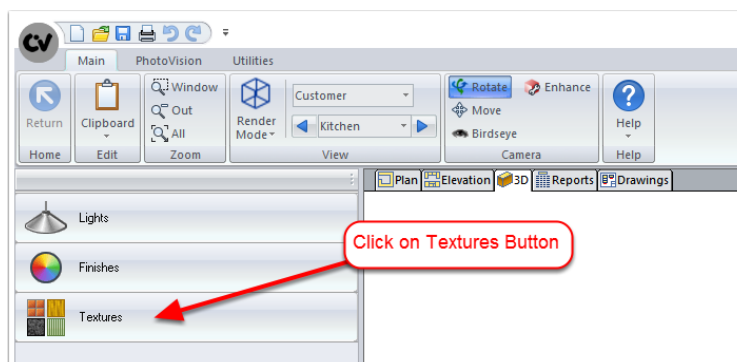 CV
Main PhotoVision Utilities
Return
Home
Clipboard
Edit
Window
Out
All
Zoom
Render
Mode
Customer
Kitchen
View
Rotate Enhance
Move
Birdseye
Camera
Help
Help
Plan Elevation 3D Reports Drawings
Lights
Finishes
Textures
Click on Textures Button